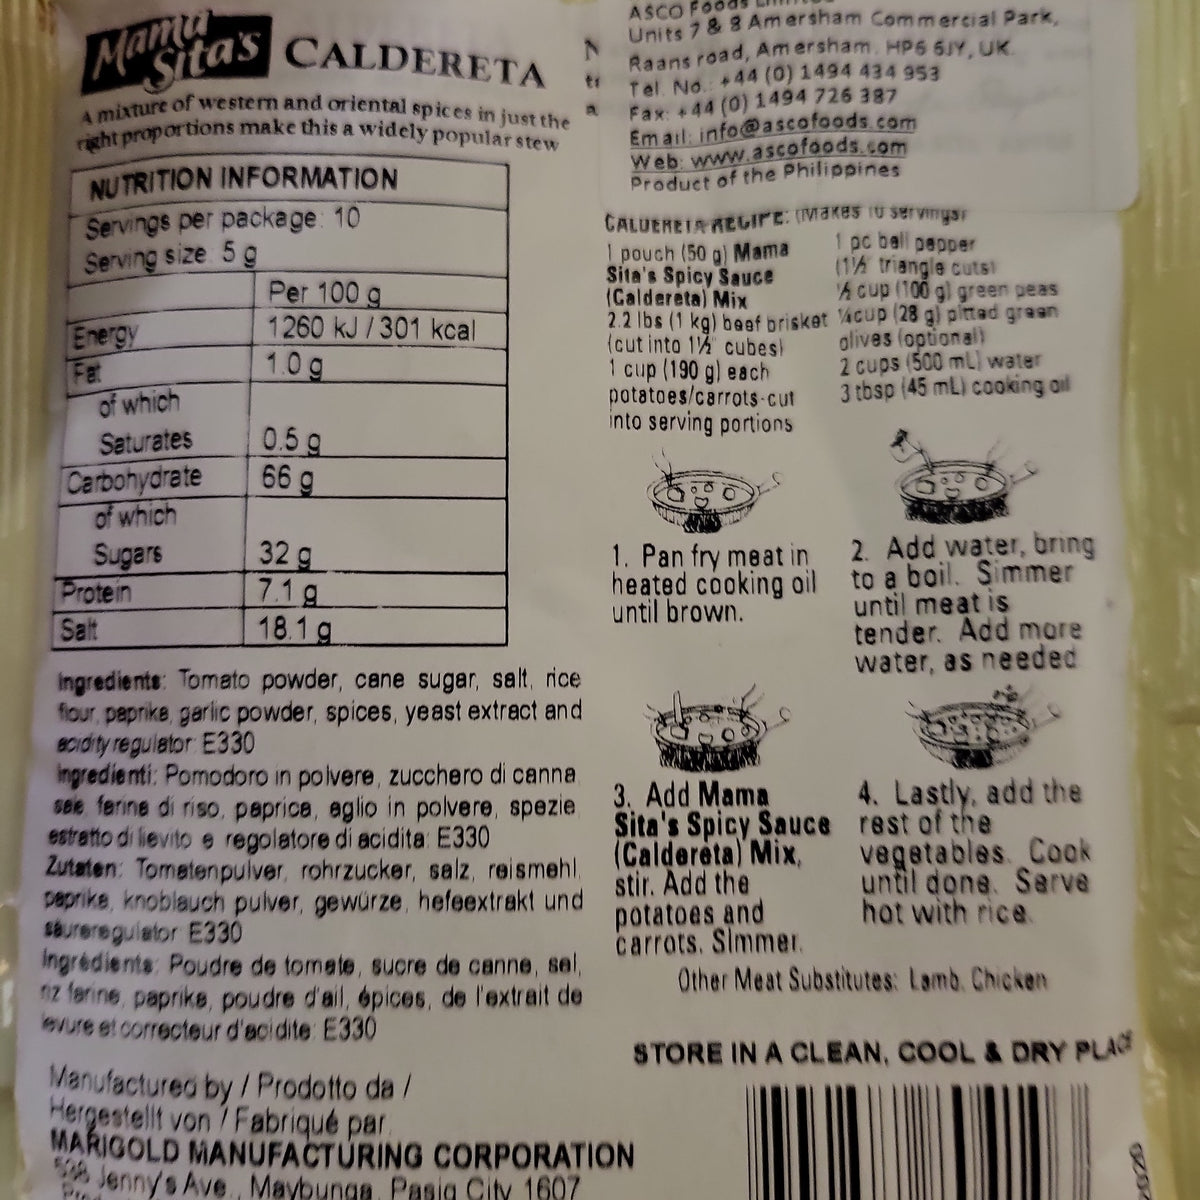 Mama Sita's CALDERETA
A mixture of western and oriental spices in just the
right proportions make this a widely popular stew
NUTRITION INFORMATION
Servings per package: 10
Serving size: 5 g
Per 100 g
Energy 1260 kJ / 301 kcal
Fat 1.0 g
of which
Saturates 0.5 g
Carbohydrate 66 g
of which
Sugars 32 g
Protein 7.1 g
Salt 18.1 g
Ingredients: Tomato powder, cane sugar, salt, rice
flour, paprika, garlic powder, spices, yeast extract and
acidity regulator: E330
Ingredienti: Pomodoro in polvere, zucchero di canna,
sale, farina di riso, paprica, aglio in polvere, spezie,
estratto di lievito e regolatore di acidita: E330
Zutaten: Tomatenpulver, rohrzucker, salz, reismehl,
paprika, knoblauch pulver, gewürze, hefeextrakt und
säureregulator: E330
Ingrédients: Poudre de tomate, sucre de canne, sel,
riz farine, paprika, poudre d'ail, épices, de l'extrait de
levure et correcteur d'acidite: E330
Manufactured by / Prodotto da /
Hergestellt von / Fabriqué par
MARIGOLD MANUFACTURING CORPORATION
Jenny's Ave., Maybunga, Pasig City 1607
ASCO Foods
Units 7 & 8 Amersham Commercial Park,
Raans road, Amersham, HP6 6JY, UK.
Tel. No.: +44 (0) 1494 434 953
Fax: +44 (0) 1494 726 387
Email: info@ascofoods.com
Web: www.ascofoods.com
Product of the Philippines
CALDERETA RECIPE: (Makes 10 servings)
1 pouch (50 g) Mama
Sita's Spicy Sauce
(Caldereta) Mix
2.2 lbs (1 kg) beef brisket
(cut into 1½" cubes)
1 cup (190 g) each
potatoes/carrots-cut
into serving portions
1 pc bell pepper
(1½" triangle cuts)
½ cup (100 g) green peas
¼ cup (28 g) pitted green
olives (optional)
2 cups (500 mL) water
3 tbsp (45 mL) cooking oil
1. Pan fry meat in
heated cooking oil
until brown.
2. Add water, bring
to a boil. Simmer
until meat is
tender. Add more
water, as needed
3. Add Mama
Sita's Spicy Sauce
(Caldereta) Mix,
stir. Add the
potatoes and
carrots. Simmer.
4. Lastly, add the
rest of the
vegetables. Cook
until done. Serve
hot with rice.
Other Meat Substitutes: Lamb, Chicken
STORE IN A CLEAN, COOL & DRY PLACE